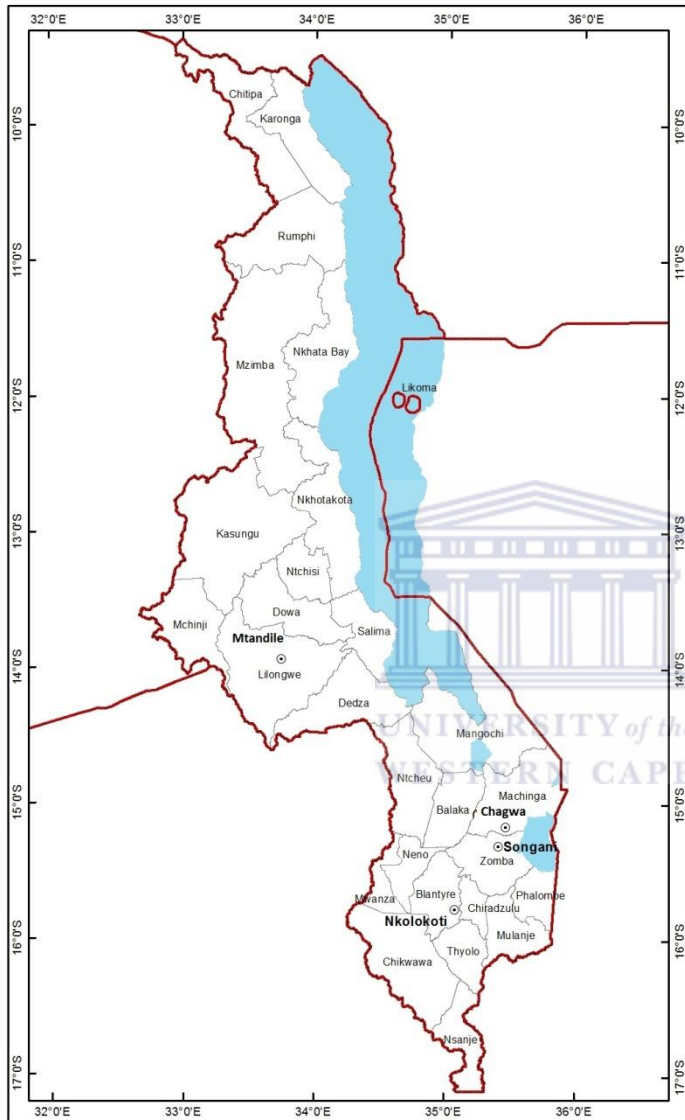 32°0'E 33°0'E 34°0'E 35°0'E 36°0'E
10°0'S
11°0'S
12°0'S
13°0'S
14°0'S
15°0'S
16°0'S
17°0'S
Chitipa
Karonga
Rumphi
Mzimba
Nkhata Bay
Likoma
Nkhotakota
Kasungu
Ntchisi
Dowa
Mchinji
Mtandile
Salima
Lilongwe
Dedza
UNIVERSITY of the
Mangochi
WESTERN CAPE
Ntcheu
Machinga
Balaka
Chagwa
Songani
Neno
Zomba
Mwanza
Blantyre
Phalombe
Chiradzulu
Nkolokoti
Mulanje
Thyolo
Chikwawa
Nsanje
10°0'S
11°0'S
12°0'S
13°0'S
14°0'S
15°0'S
16°0'S
17°0'S
32°0'E 33°0'E 34°0'E 35°0'E 36°0'E